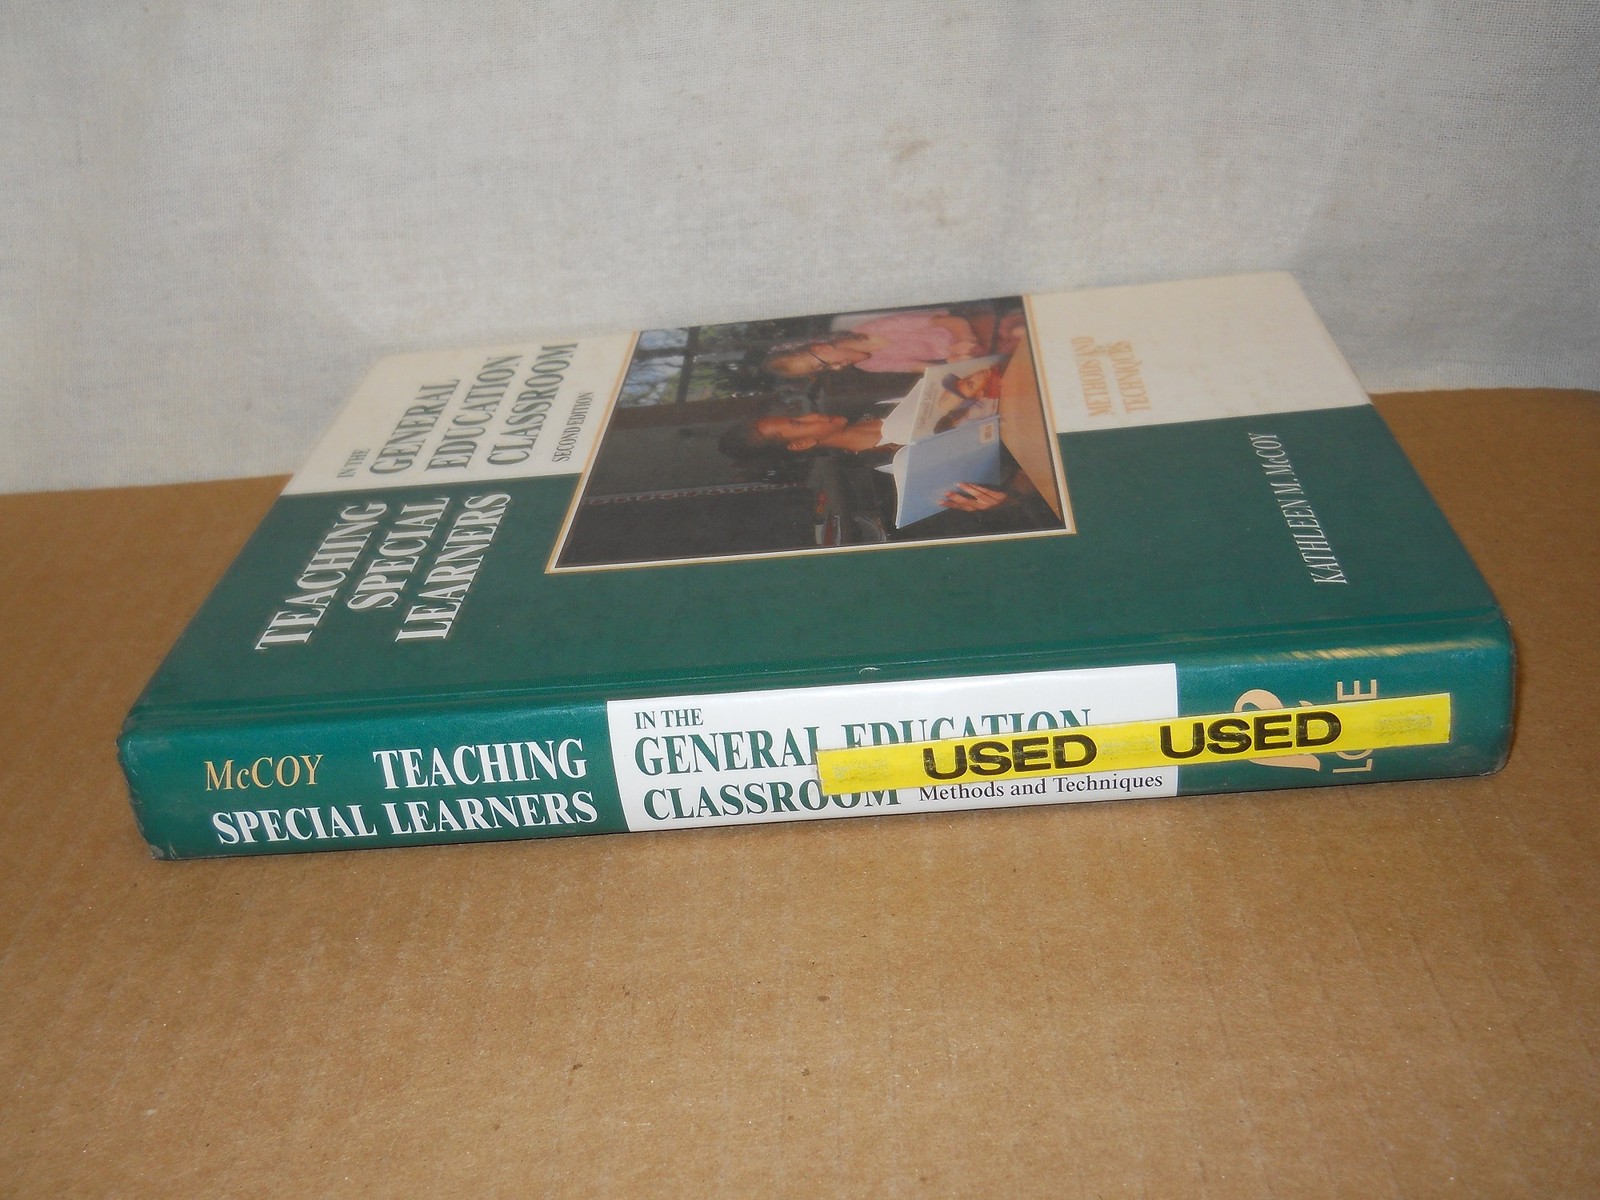 TEACHING
SPECIAL
LEARNERS
IN THE
GENERAL
EDUCATION
CLASSROOM
SECOND EDITION
METHODS AND
TECHNIQUES
KATHLEEN M. McCOY
McCOY TEACHING
SPECIAL LEARNERS
IN THE
GENERAL EDUCATION
CLASSROOM
Methods and Techniques
USED USED